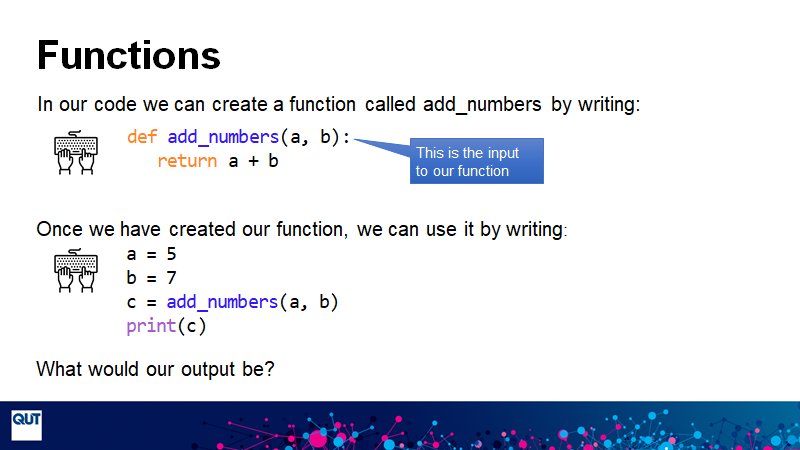 Functions
In our code we can create a function called add_numbers by writing:
def add_numbers(a, b):
    return a + b
This is the input
to our function
Once we have created our function, we can use it by writing:
a = 5
b = 7
c = add_numbers(a, b)
print(c)
What would our output be?
QUT